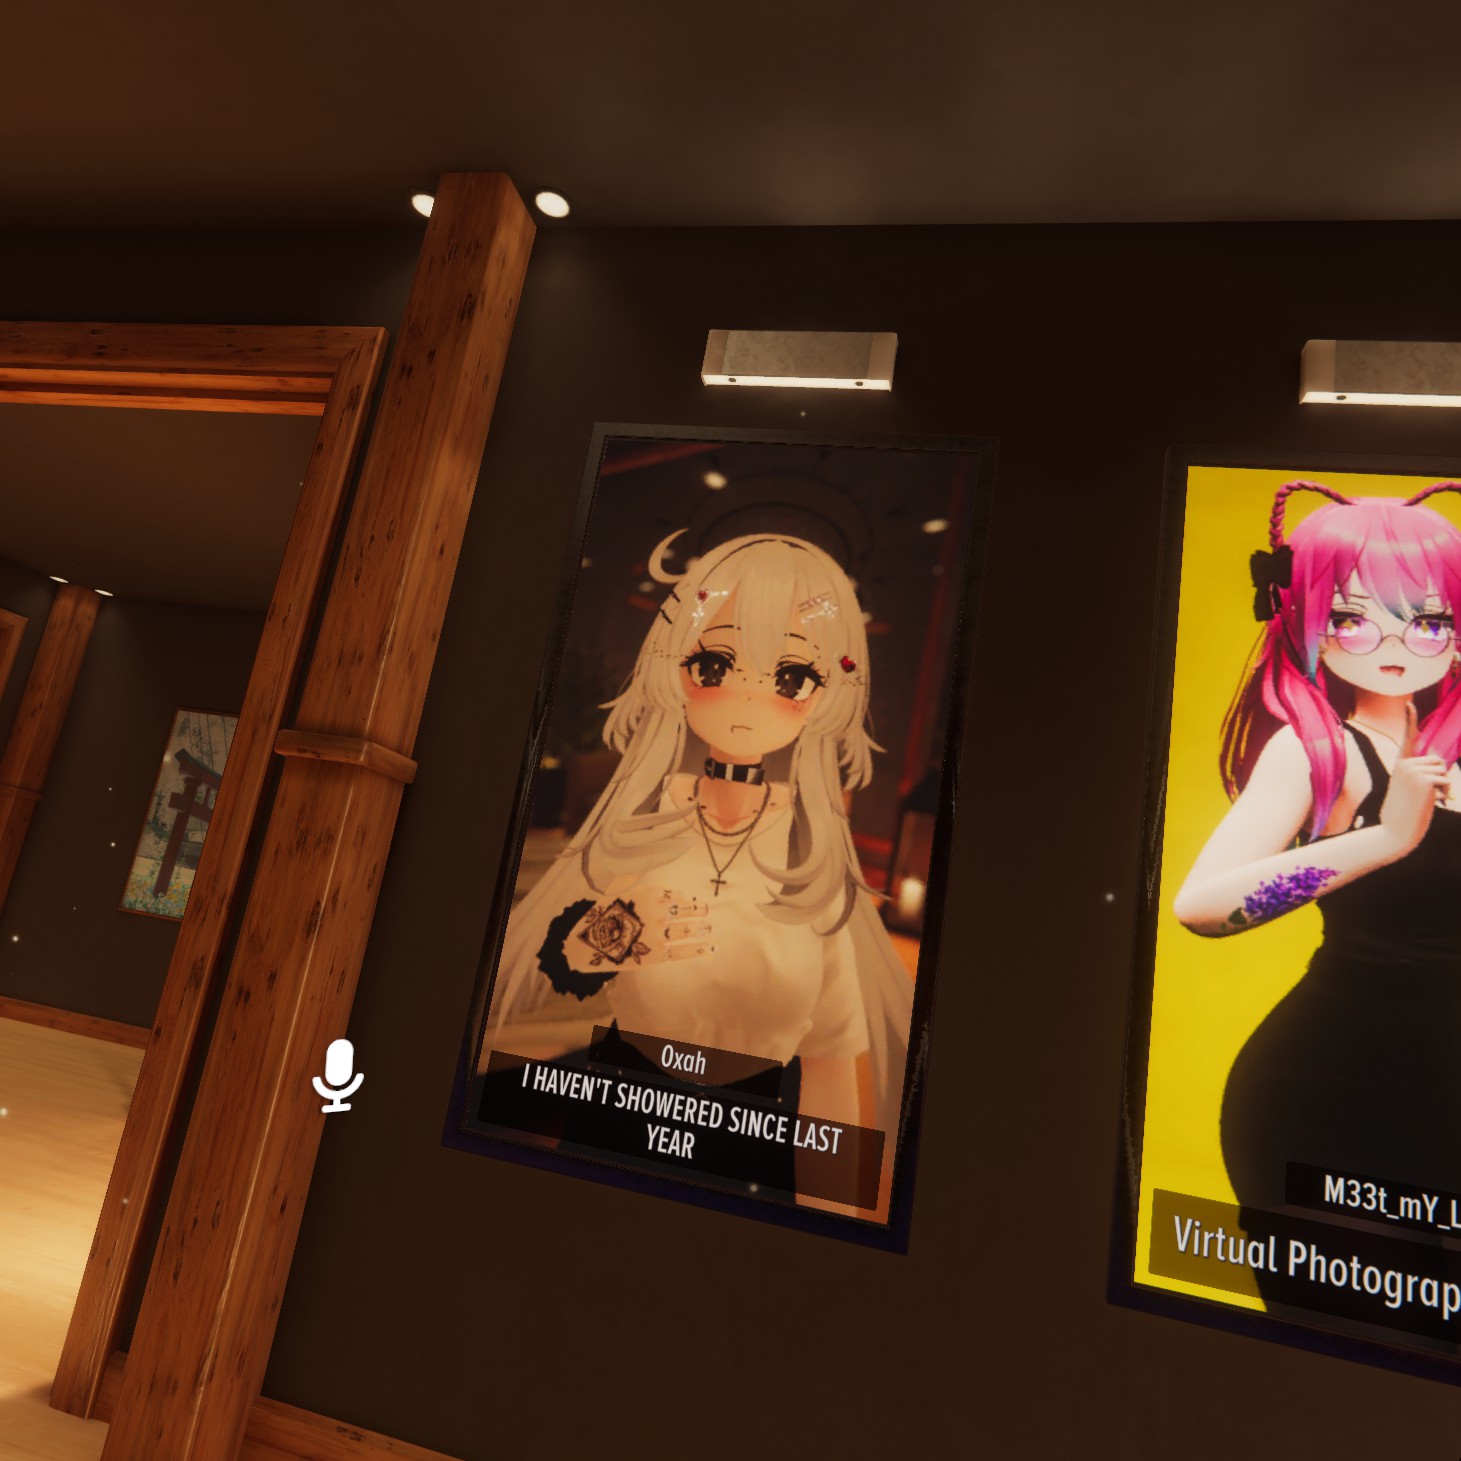 Oxah
I HAVEN'T SHOWERED SINCE LAST
YEAR
M33t_mY_L
Virtual Photograp